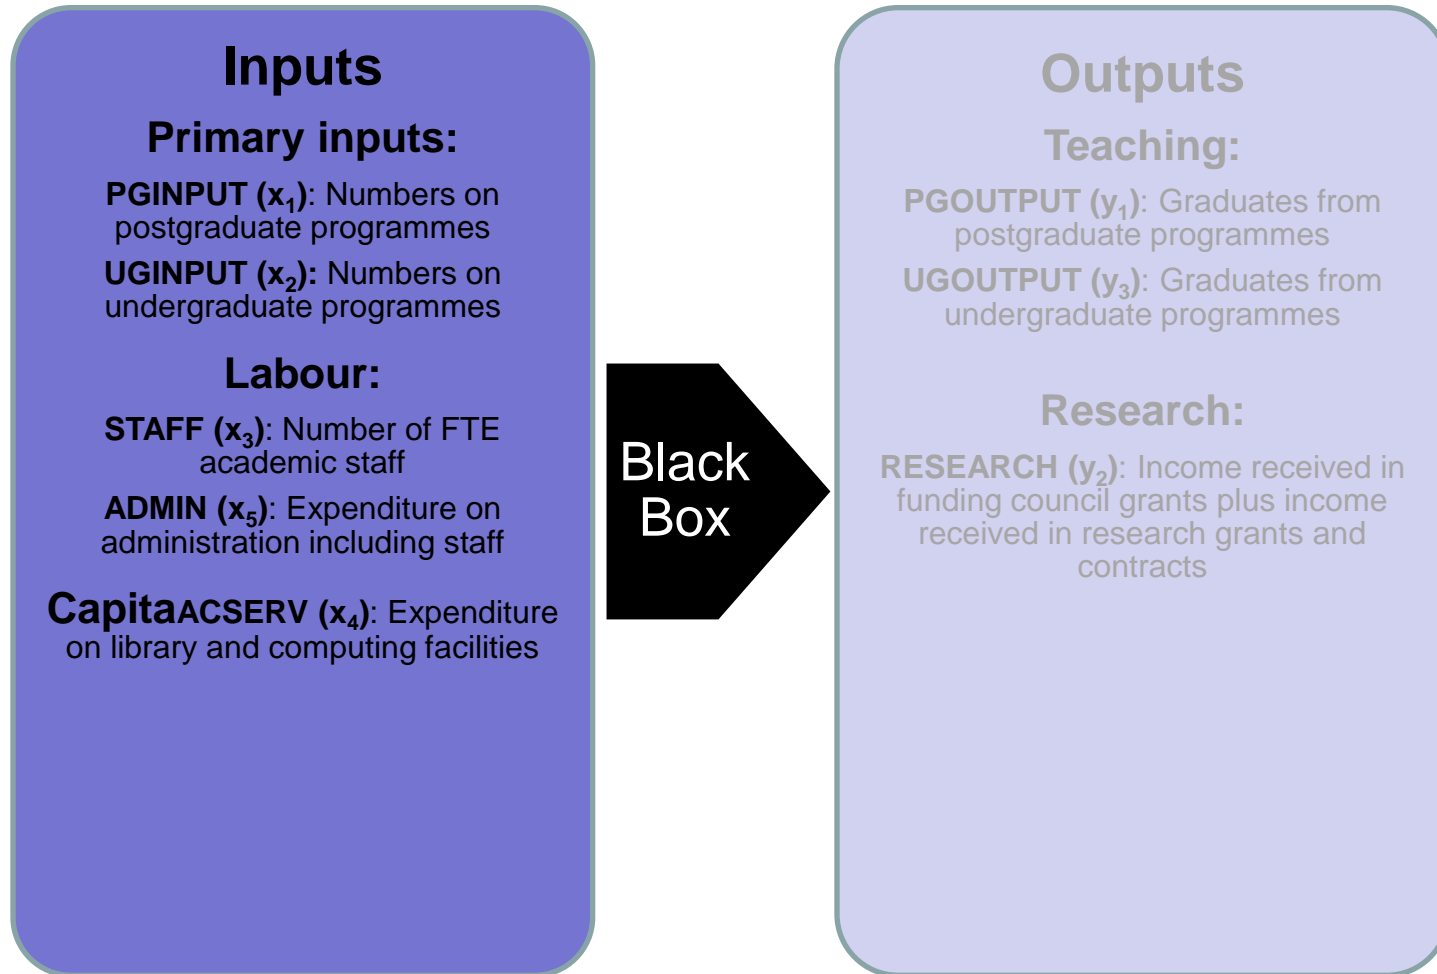 Inputs
Primary inputs:
PGINPUT (x₁): Numbers on
postgraduate programmes
UGINPUT (x₂): Numbers on
undergraduate programmes
Labour:
STAFF (x₃): Number of FTE
academic staff
ADMIN (x₅): Expenditure on
administration including staff
CapitaACSERV (x₄): Expenditure
on library and computing facilities
Black
Box
Outputs
Teaching:
PGOUTPUT (y₁): Graduates from
postgraduate programmes
UGOUTPUT (y₃): Graduates from
undergraduate programmes
Research:
RESEARCH (y₂): Income received in
funding council grants plus income
received in research grants and
contracts